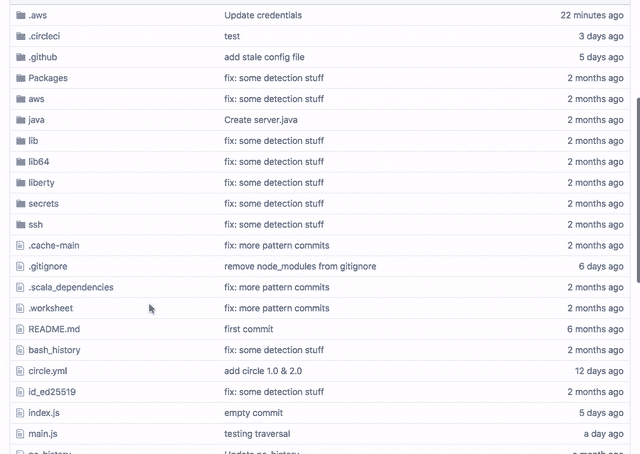 .aws Update credentials 22 minutes ago
.circleci test 3 days ago
.github add stale config file 5 days ago
Packages fix: some detection stuff 2 months ago
aws fix: some detection stuff 2 months ago
java Create server.java 2 months ago
lib fix: some detection stuff 2 months ago
lib64 fix: some detection stuff 2 months ago
liberty fix: some detection stuff 2 months ago
secrets fix: some detection stuff 2 months ago
ssh fix: some detection stuff 2 months ago
.cache-main fix: more pattern commits 2 months ago
.gitignore remove node_modules from gitignore 6 days ago
.scala_dependencies fix: more pattern commits 2 months ago
.worksheet fix: more pattern commits 2 months ago
README.md first commit 6 months ago
bash_history fix: some detection stuff 2 months ago
circle.yml add circle 1.0 & 2.0 12 days ago
id_ed25519 fix: some detection stuff 2 months ago
index.js empty commit 5 days ago
main.js testing traversal a day ago